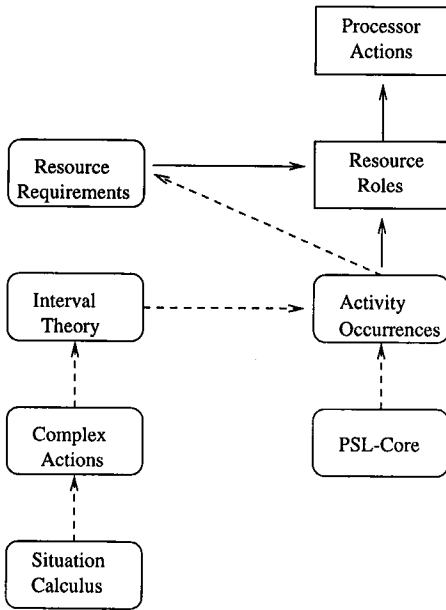 Processor
Actions
Resource
Requirements
Resource
Roles
Interval
Theory
Activity
Occurrences
Complex
Actions
PSL-Core
Situation
Calculus